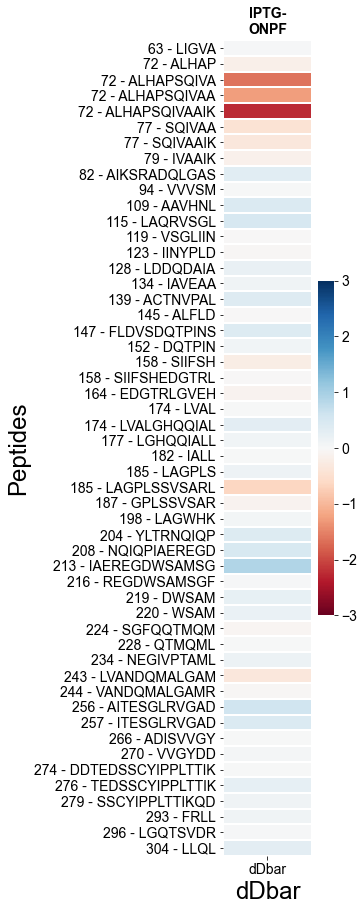 IPTG-
ONPF
63 - LIGVA
72 - ALHAP
72 - ALHAPSQIVA
72 - ALHAPSQIVAA
72 - ALHAPSQIVAAIK
77 - SQIVAA
77 - SQIVAAIK
79 - IVAAIK
82 - AIKSRADQLGAS
94 - VVVSM
109 - AAVHNL
115 - LAQRVSGL
119 - VSGLIIN
123 - IINYPLD
128 - LDDQDAIA
134 - IAVEAA
139 - ACTNVPAL
145 - ALFLD
147 - FLDVSDQTPINS
152 - DQTPIN
158 - SIIFSH
158 - SIIFSHEDGTRL
164 - EDGTRLGVEH
174 - LVAL
174 - LVALGHQQIAL
177 - LGHQQIALL
182 - IALL
185 - LAGPLS
185 - LAGPLSSVSARL
187 - GPLSSVSAR
198 - LAGWHK
204 - YLTRNQIQP
208 - NQIQPIAEREGD
213 - IAEREGDWSAMSG
216 - REGDWSAMSGF
219 - DWSAM
220 - WSAM
224 - SGFQQTMQM
228 - QTMQML
234 - NEGIVPTAML
243 - LVANDQMALGAM
244 - VANDQMALGAMR
256 - AITESGLRVGAD
257 - ITESGLRVGAD
266 - ADISVVGY
270 - VVGYDD
274 - DDTEDSSCYIPPLTTIK
276 - TEDSSCYIPPLTTIK
279 - SSCYIPPLTTIKQD
293 - FRLL
296 - LGQTSVDR
304 - LLQL
Peptides
dDbar
dDbar
3
2
1
0
−1
−2
−3